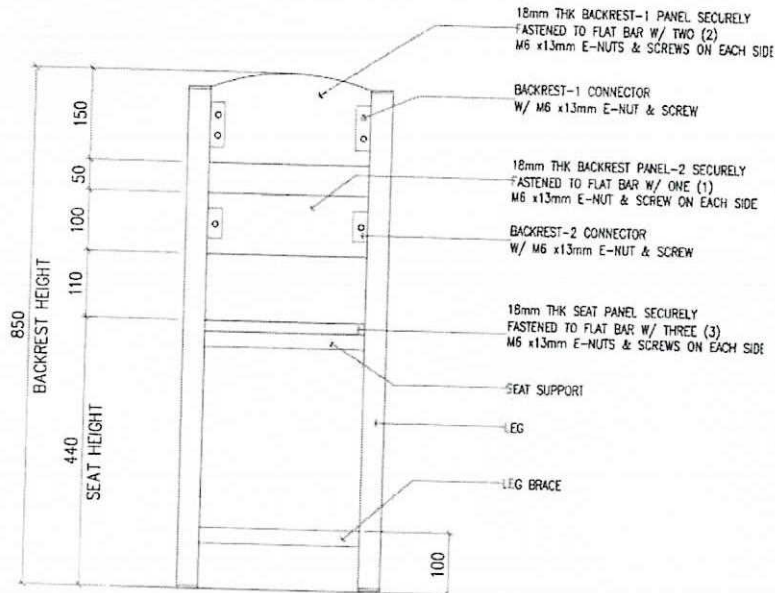 18mm THK BACKREST-1 PANEL SECURELY
FASTENED TO FLAT BAR W/ TWO (2)
M6 x13mm E-NUTS & SCREWS ON EACH SIDE
BACKREST-1 CONNECTOR
W/ M6 x13mm E-NUT & SCREW
18mm THK BACKREST PANEL-2 SECURELY
FASTENED TO FLAT BAR W/ ONE (1)
M6 x13mm E-NUT & SCREW ON EACH SIDE
BACKREST-2 CONNECTOR
W/ M6 x13mm E-NUT & SCREW
18mm THK SEAT PANEL SECURELY
FASTENED TO FLAT BAR W/ THREE (3)
M6 x13mm E-NUTS & SCREWS ON EACH SIDE
SEAT SUPPORT
LEG
LEG BRACE
150
50
100
110
850
BACKREST HEIGHT
440
SEAT HEIGHT
100